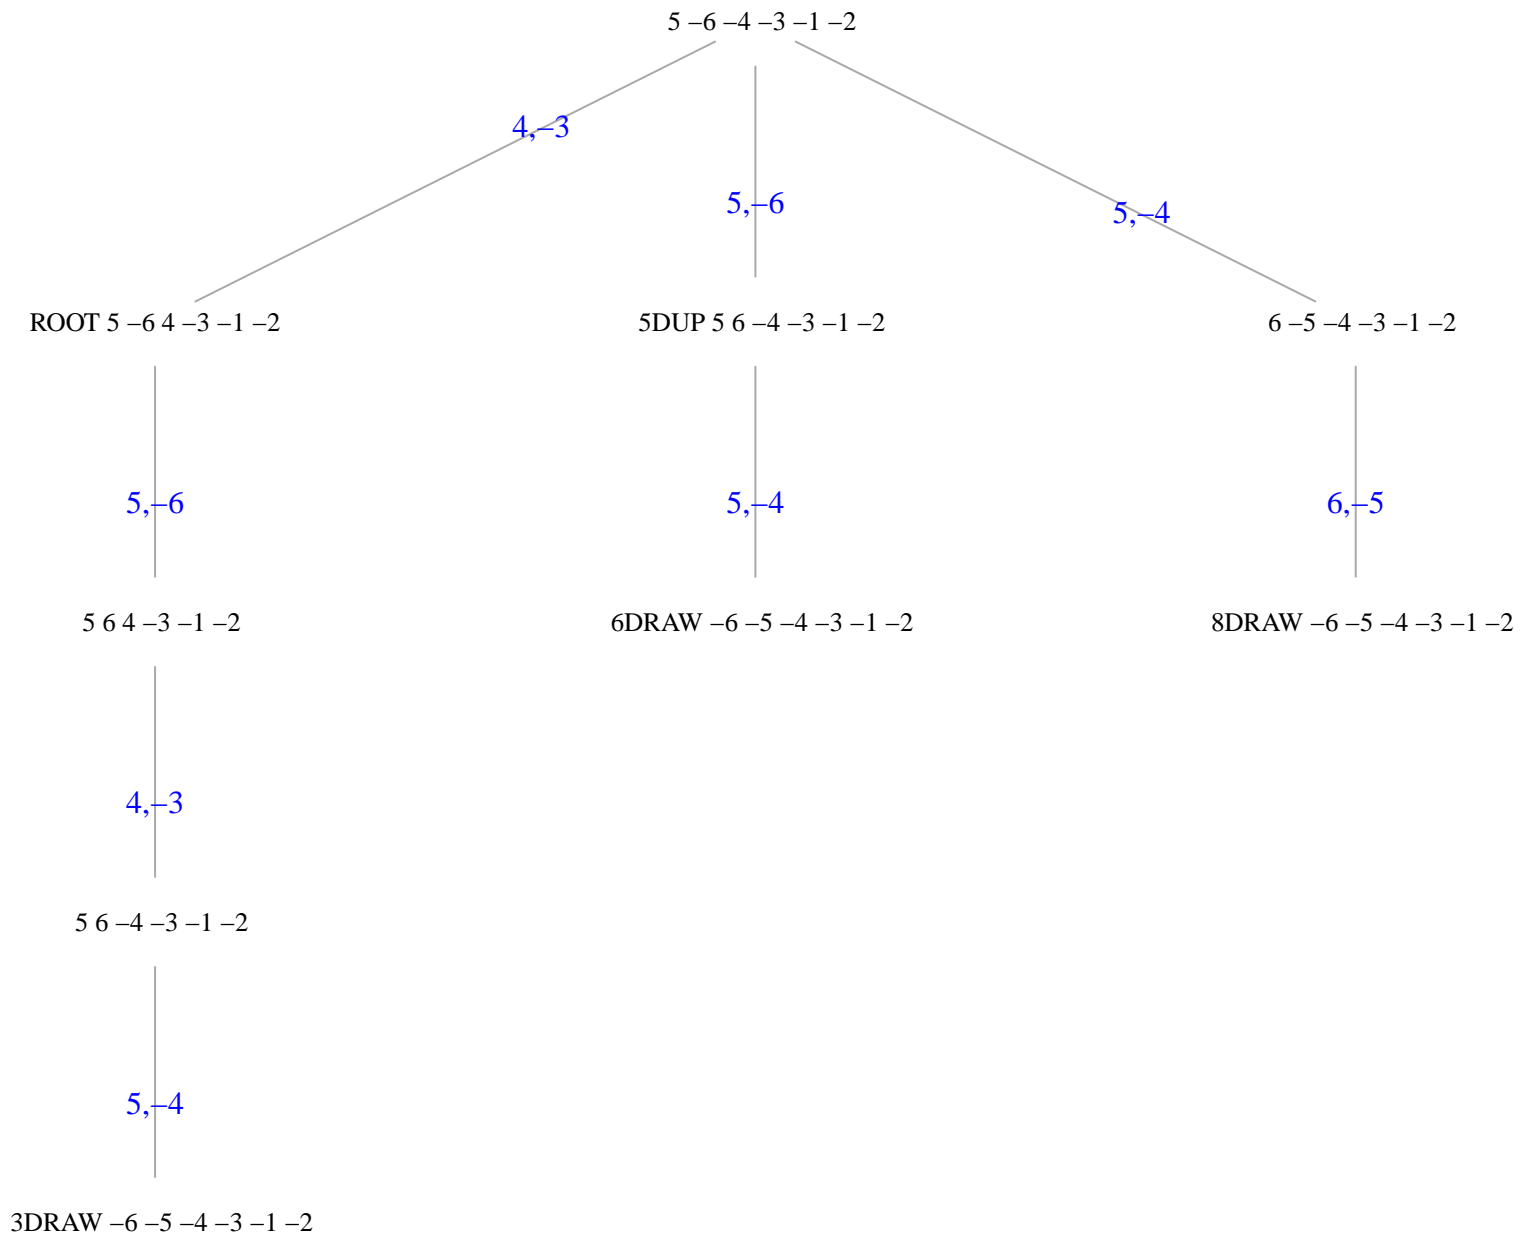 5 –6 –4 –3 –1 –2
4,–3
5,–6
5,–4
ROOT 5 –6 4 –3 –1 –2
5DUP 5 6 –4 –3 –1 –2
6 –5 –4 –3 –1 –2
5,–6
5,–4
6,–5
5 6 4 –3 –1 –2
6DRAW –6 –5 –4 –3 –1 –2
8DRAW –6 –5 –4 –3 –1 –2
4,–3
5 6 –4 –3 –1 –2
5,–4
3DRAW –6 –5 –4 –3 –1 –2